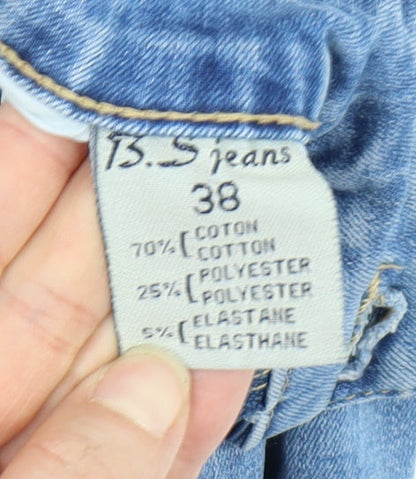 B.S jeans
38
70% [ COTON
COTTON
25% [ POLYESTER
POLYESTER
5% [ ELASTANE
ELASTHANE